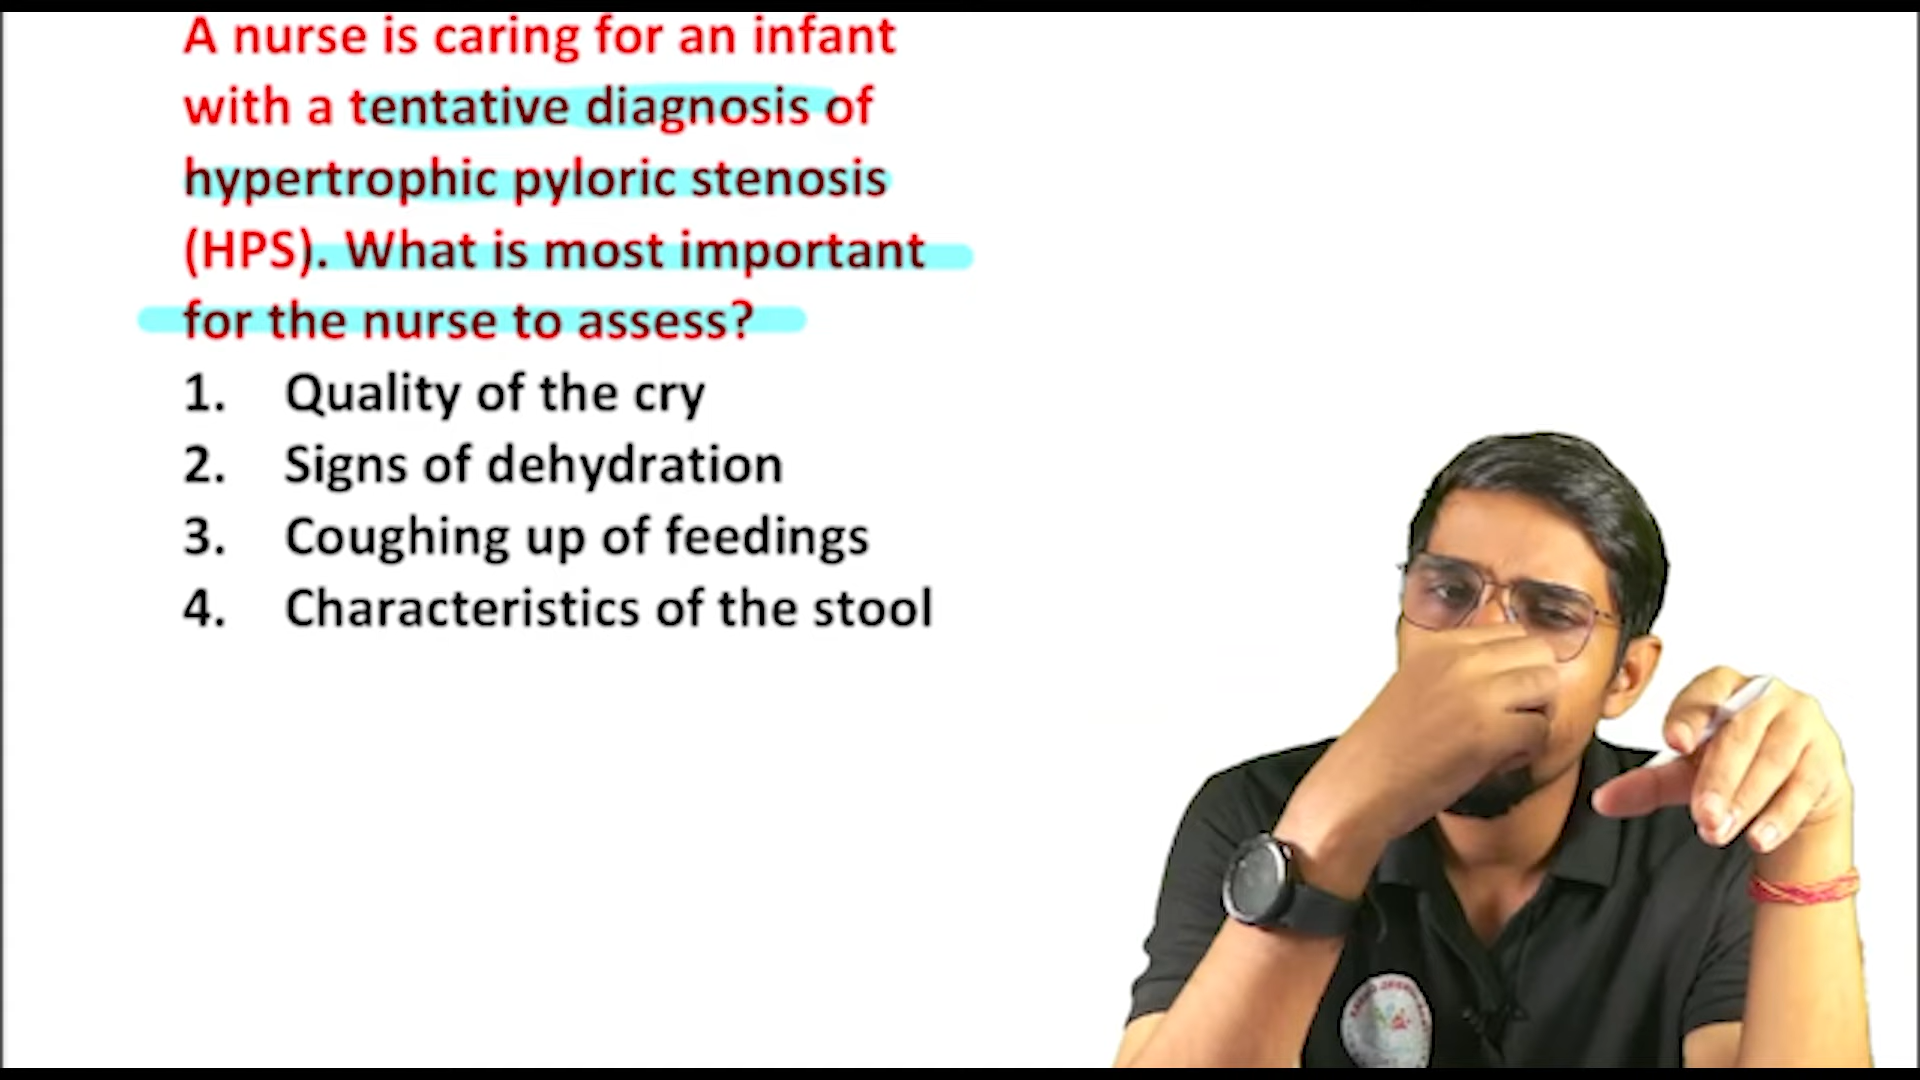 A nurse is caring for an infant
with a tentative diagnosis of
hypertrophic pyloric stenosis
(HPS). What is most important
for the nurse to assess?
1. Quality of the cry
2. Signs of dehydration
3. Coughing up of feedings
4. Characteristics of the stool